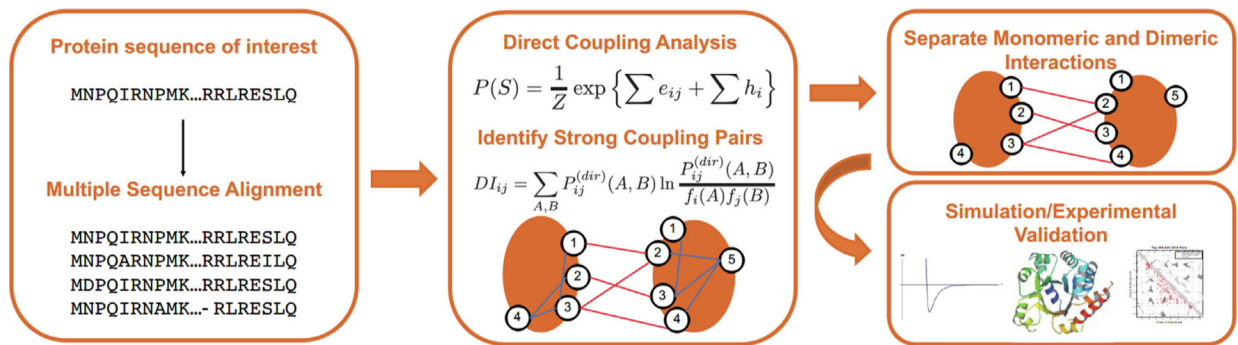 Protein sequence of interest
MNPQIRNPMK…RRLRESLQ
Multiple Sequence Alignment
MNPQIRNPMK…RRLRESLQ
MNPQARNPMK…RRLREILQ
MDPQIRNPMK…RRLRESLQ
MNPQIRNAMK…-RLRESLQ
Direct Coupling Analysis
P(S) = 1/Z exp{∑ e_ij + ∑ h_i}
Identify Strong Coupling Pairs
DI_ij = ∑_A,B P_ij^(dir)(A, B) ln P_ij^(dir)(A, B) / f_i(A)f_j(B)
1
2
3
4
1
2
3
4
5
Separate Monomeric and Dimeric
Interactions
1
2
3
4
1
2
3
4
5
Simulation/Experimental
Validation